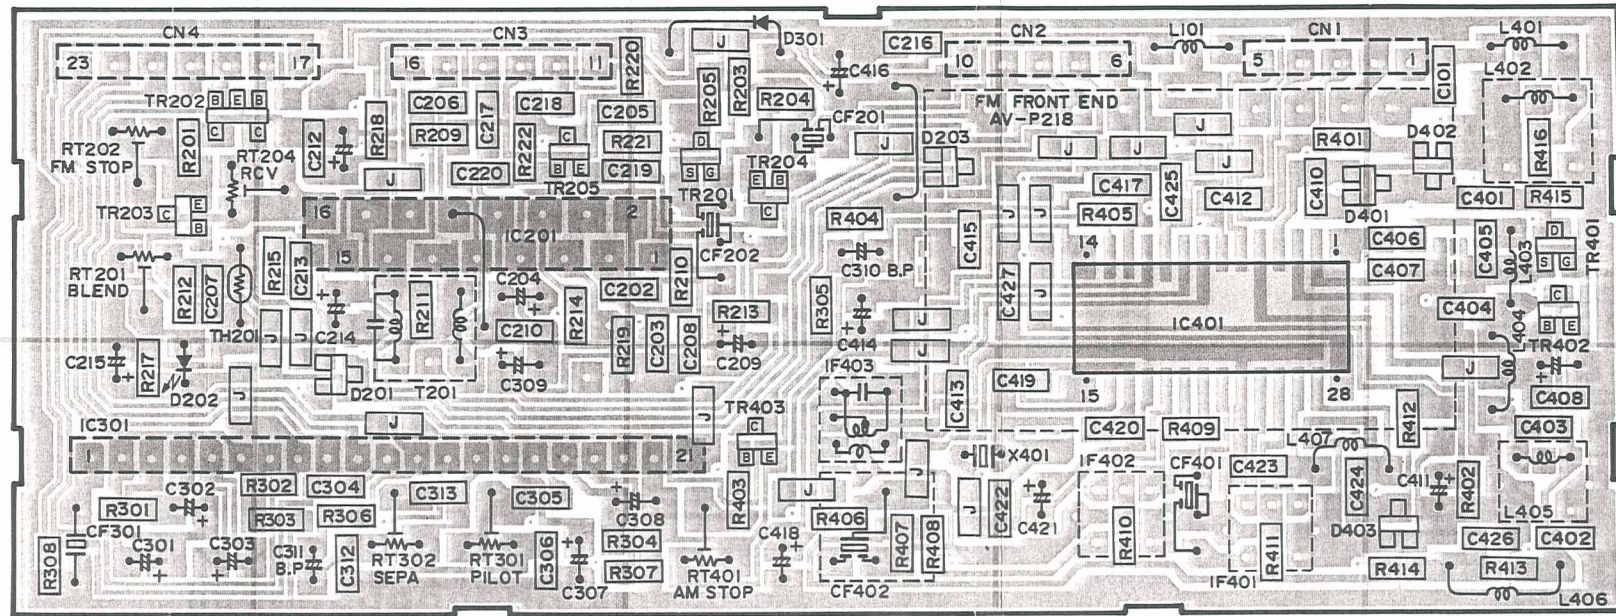 CN4
CN3
D301
C216
CN2
L101
CN1
L401
23
17
16
11
R220
J
10
6
5
1
C101
L402
C416
R205
R203
R204
TR202
B E B
C C
C206
C217
C218
C205
FM FRONT END
AV-P218
CF201
D203
J
R401
D402
R416
RT202
FM STOP
R201
RT204
RCV
C212
R218
R209
R222
C
B E
R221
C219
D
S G
TR204
E B
C
J
J
J
J
C220
TR205
TR201
C417
C425
C412
C410
D401
C401
R415
J
TR203
C
E
B
16
2
IC201
15
1
CF202
R404
C415
J
J
R405
14
1
C406
C405
L403
D
S G
TR401
RT201
BLEND
R212
C207
R215
C213
C204
C202
R210
C310 B.P
C427
J
C407
C404
C
B E
R211
C210
R214
R213
R305
C414
J
IC401
L404
TR402
C215
R217
TH201
J
J
C214
R219
C203
C208
C209
J
IF403
D202
J
D201
T201
C309
J
TR403
C413
C419
15
28
J
C408
IC301
J
C
B E
C420
R409
R412
C403
1
21
L407
X401
IF402
CF401
C423
C424
C411
R402
L405
C302
R302
C304
C313
C305
R403
J
J
J
C422
R301
R303
R306
C308
R406
C421
CF301
R304
C418
R407
R408
R410
R411
D403
C426
C402
R308
C301
C303
C311
B.P
C312
RT302
SEPA
RT301
PILOT
C306
C307
R307
RT401
AM STOP
CF402
IF401
R414
R413
L406